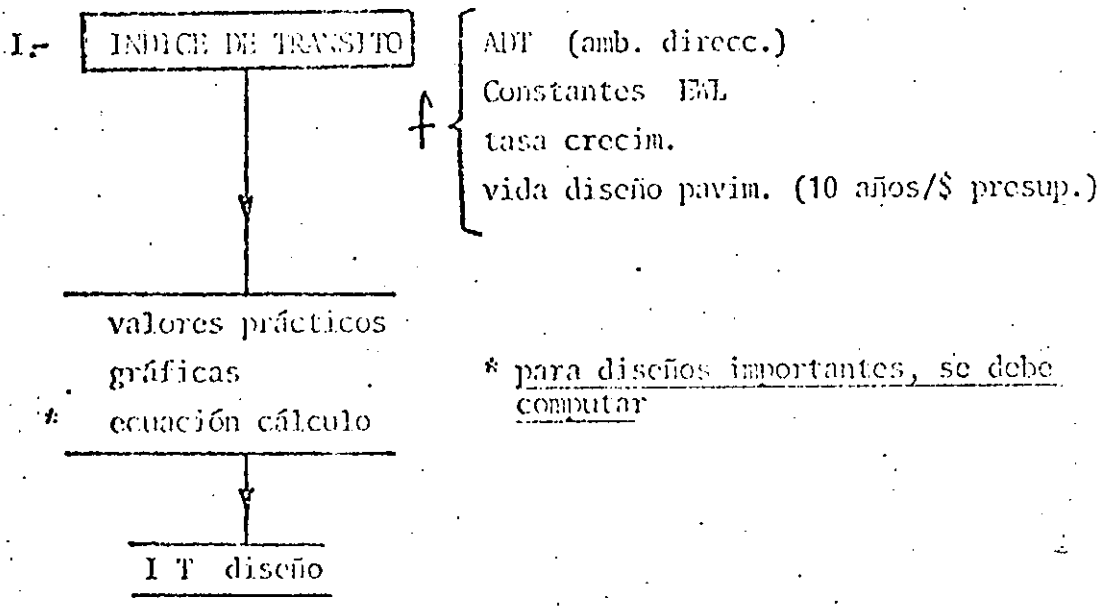 I.- INDICE DE TRANSITO
f
ADT (amb. direcc.)
Constantes EWL
tasa crecim.
vida diseño pavim. (10 años/$ presup.)
valores prácticos
gráficas
* ecuación cálculo
* para diseños importantes, se debe
computar
I T diseño